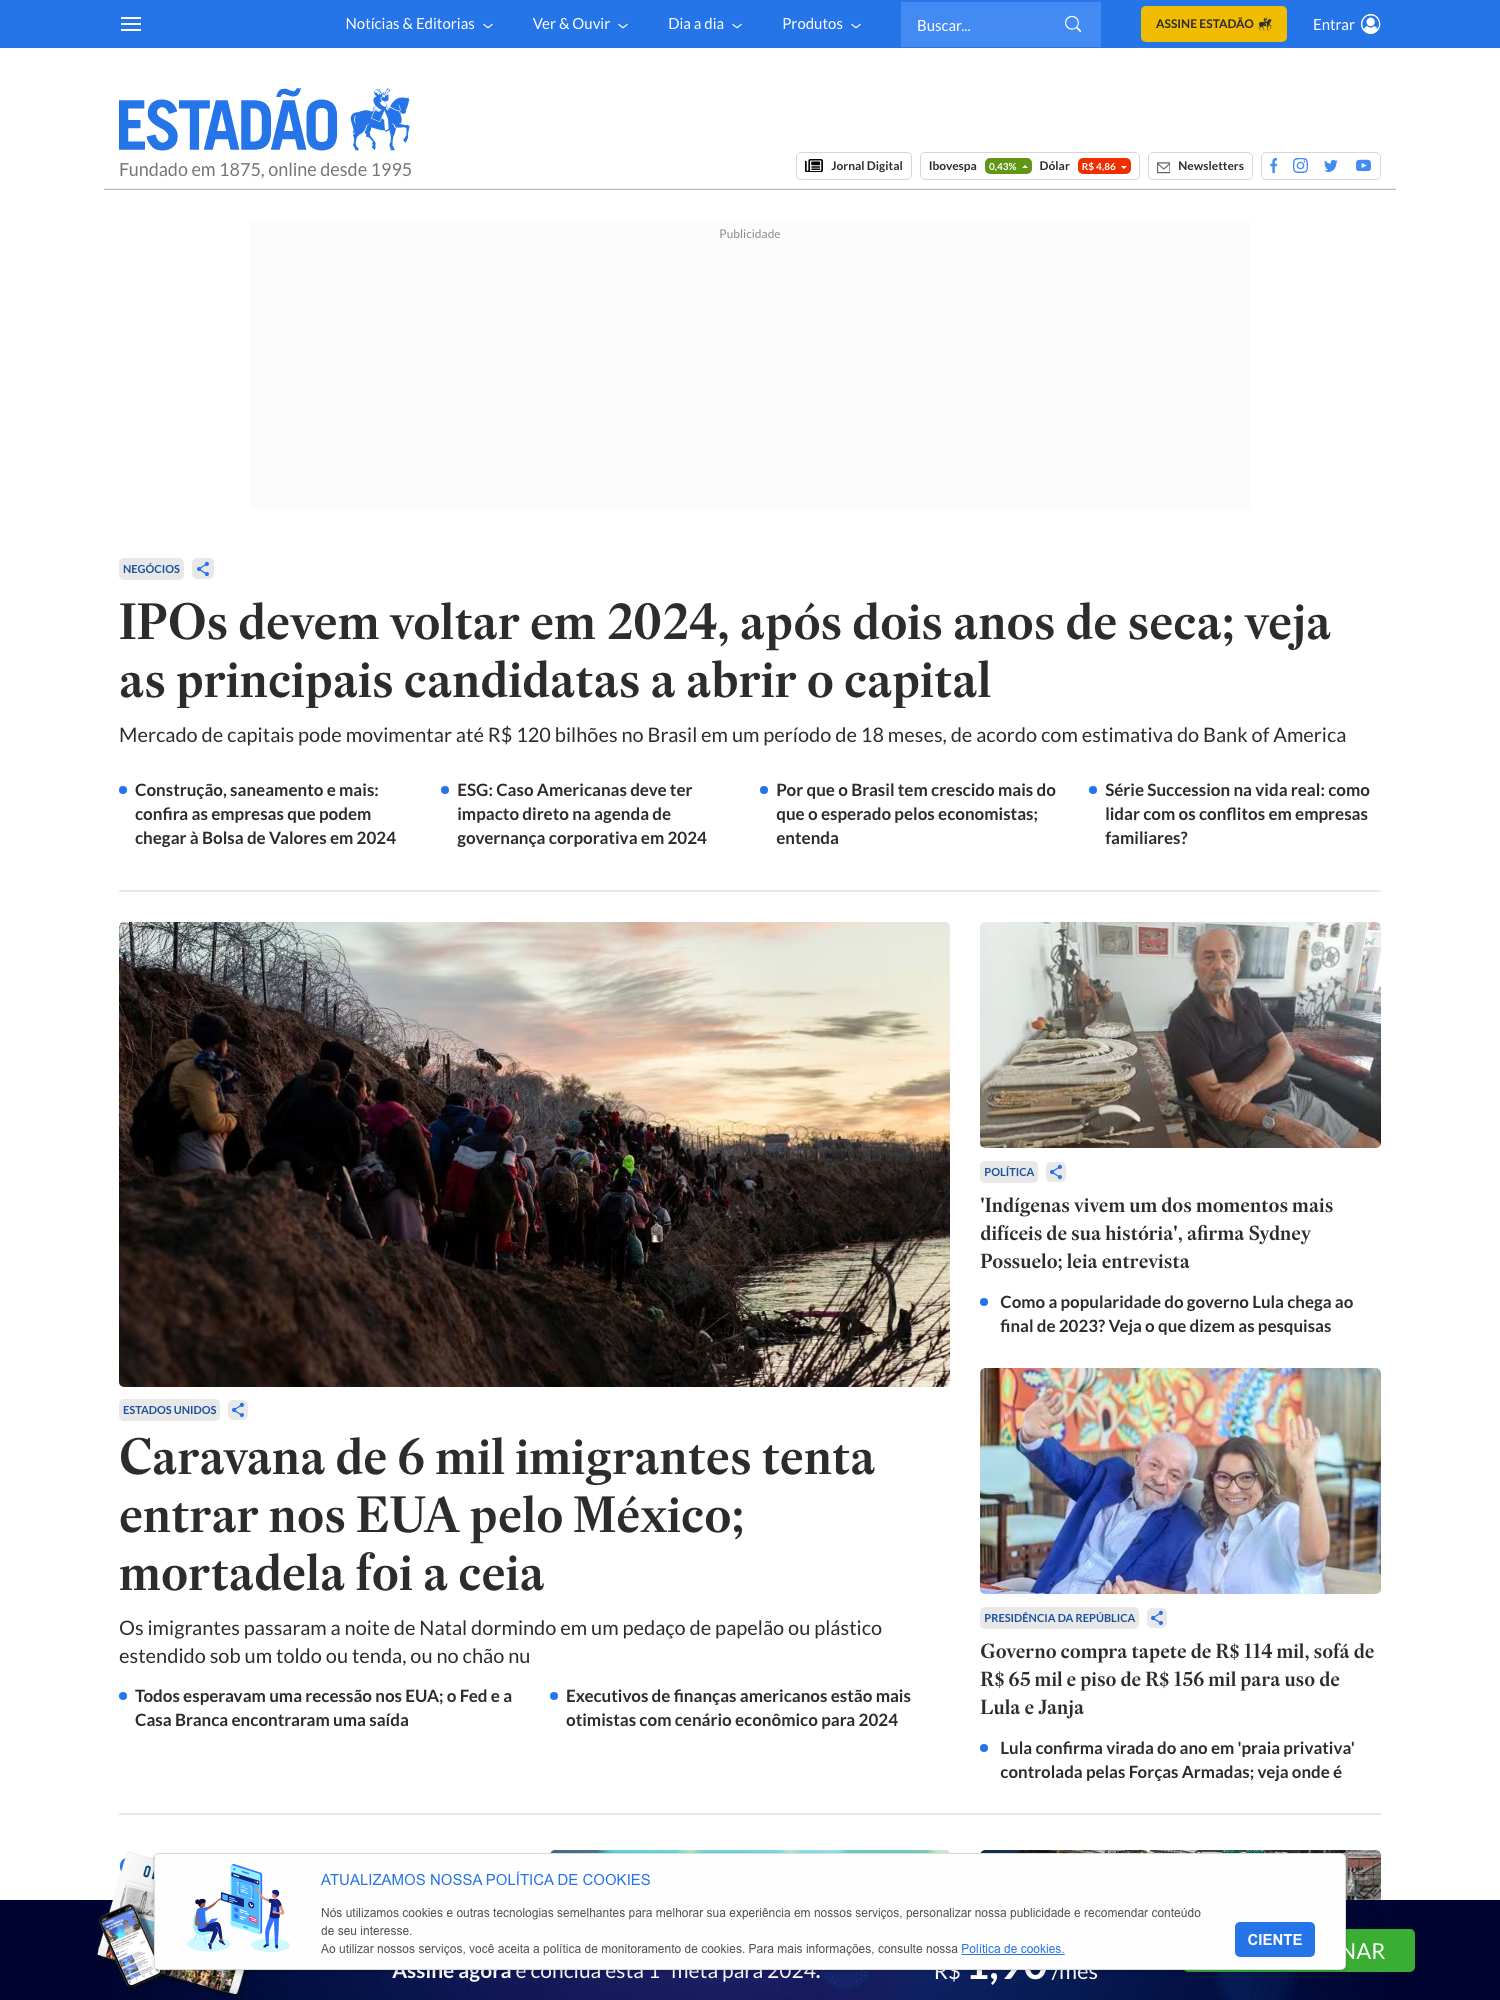 Notícias & Editorias
Ver & Ouvir
Dia a dia
Produtos
Buscar...
ASSINE ESTADÃO
Entrar
ESTADÃO
Fundado em 1875, online desde 1995
Jornal Digital
Ibovespa 0,43% Dólar R$ 4,86
Newsletters
Publicidade
NEGÓCIOS
IPOs devem voltar em 2024, após dois anos de seca; veja
as principais candidatas a abrir o capital
Mercado de capitais pode movimentar até R$ 120 bilhões no Brasil em um período de 18 meses, de acordo com estimativa do Bank of America
Construção, saneamento e mais:
confira as empresas que podem
chegar à Bolsa de Valores em 2024
ESG: Caso Americanas deve ter
impacto direto na agenda de
governança corporativa em 2024
Por que o Brasil tem crescido mais do
que o esperado pelos economistas;
entenda
Série Succession na vida real: como
lidar com os conflitos em empresas
familiares?
ESTADOS UNIDOS
Caravana de 6 mil imigrantes tenta
entrar nos EUA pelo México;
mortadela foi a ceia
Os imigrantes passaram a noite de Natal dormindo em um pedaço de papelão ou plástico
estendido sob um toldo ou tenda, ou no chão nu
Todos esperavam uma recessão nos EUA; o Fed e a
Casa Branca encontraram uma saída
Executivos de finanças americanos estão mais
otimistas com cenário econômico para 2024
POLÍTICA
'Indígenas vivem um dos momentos mais
difíceis de sua história', afirma Sydney
Possuelo; leia entrevista
Como a popularidade do governo Lula chega ao
final de 2023? Veja o que dizem as pesquisas
PRESIDÊNCIA DA REPÚBLICA
Governo compra tapete de R$ 114 mil, sofá de
R$ 65 mil e piso de R$ 156 mil para uso de
Lula e Janja
Lula confirma virada do ano em 'praia privativa'
controlada pelas Forças Armadas; veja onde é
ATUALIZAMOS NOSSA POLÍTICA DE COOKIES
Nós utilizamos cookies e outras tecnologias semelhantes para melhorar sua experiência em nossos serviços, personalizar nossa publicidade e recomendar conteúdo
de seu interesse.
Ao utilizar nossos serviços, você aceita a política de monitoramento de cookies. Para mais informações, consulte nossa Política de cookies.
CIENTE
NAR
Assine agora e conclua esta 1ª meta para 2024.
R$ 1,90 /mês